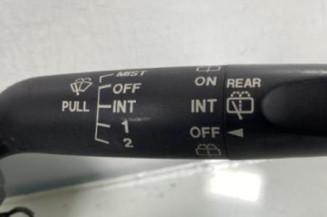 MIST
OFF
PULL INT
1
2
ON REAR
INT
OFF